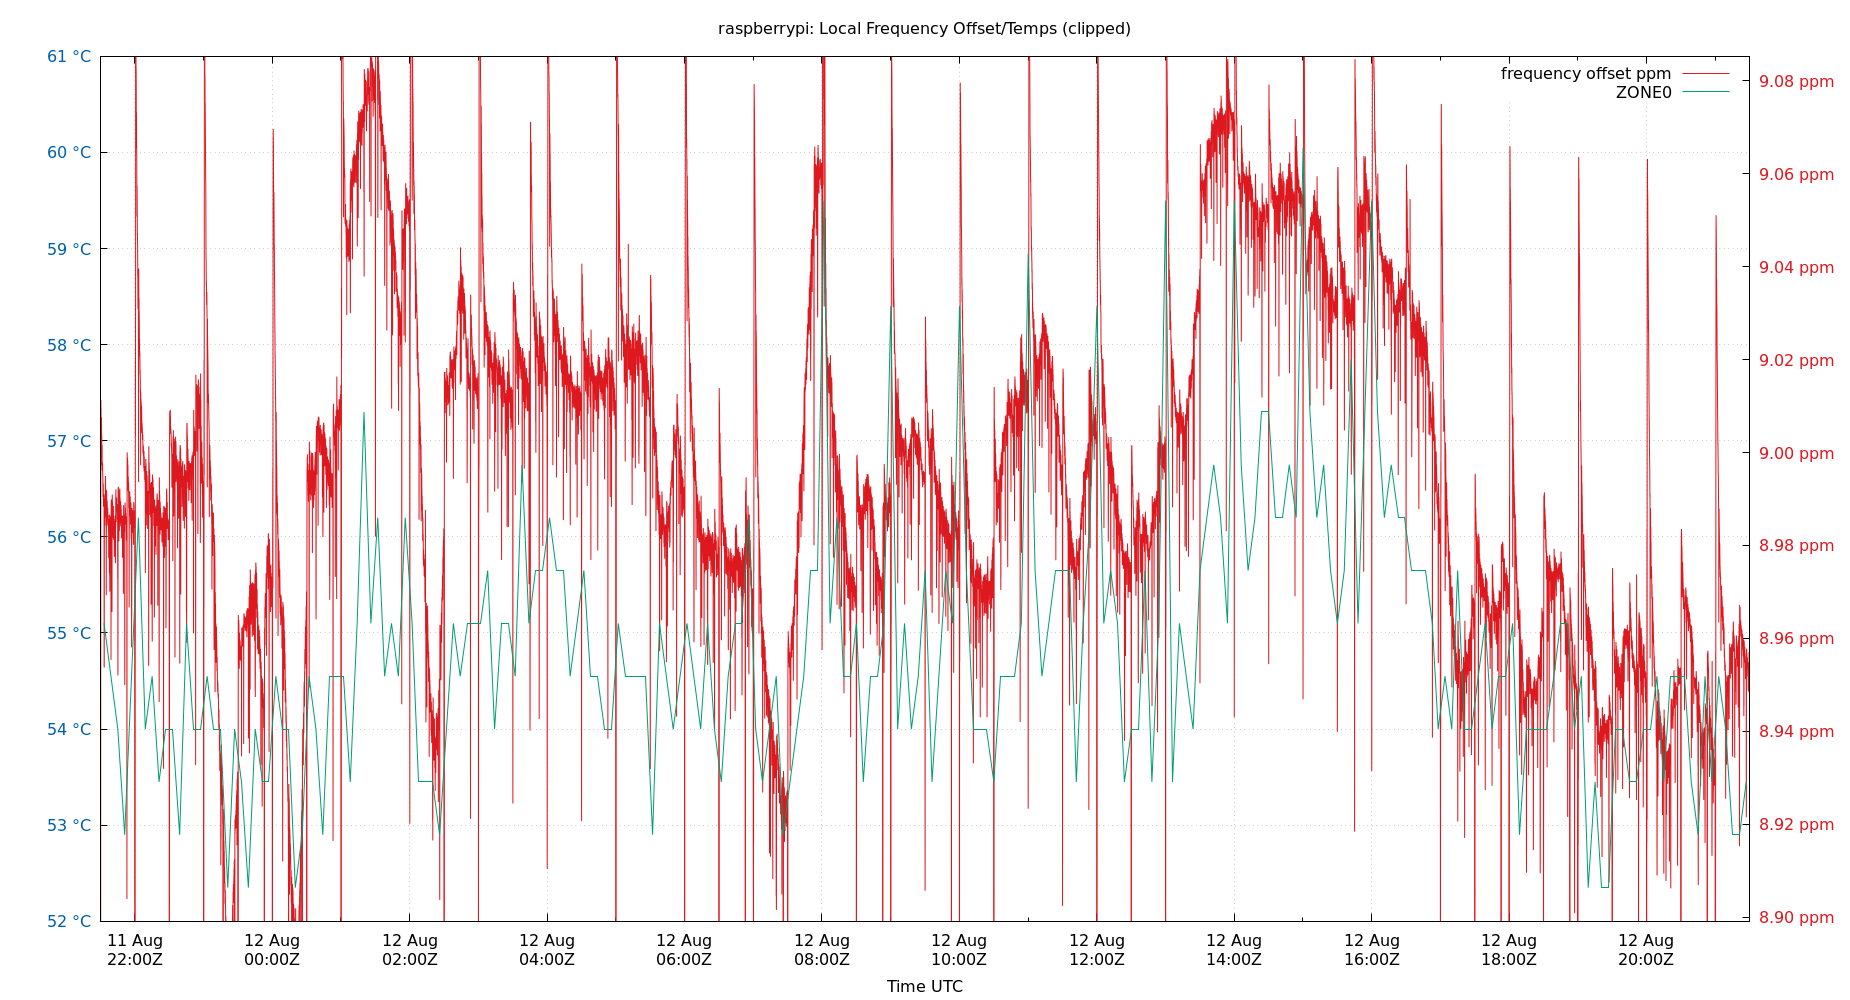 raspberrypi: Local Frequency Offset/Temps (clipped)
61 °C
60 °C
59 °C
58 °C
57 °C
56 °C
55 °C
54 °C
53 °C
52 °C
frequency offset ppm
ZONE0
9.08 ppm
9.06 ppm
9.04 ppm
9.02 ppm
9.00 ppm
8.98 ppm
8.96 ppm
8.94 ppm
8.92 ppm
8.90 ppm
11 Aug 12 Aug 12 Aug 12 Aug 12 Aug 12 Aug 12 Aug 12 Aug 12 Aug 12 Aug 12 Aug 12 Aug
22:00Z 00:00Z 02:00Z 04:00Z 06:00Z 08:00Z 10:00Z 12:00Z 14:00Z 16:00Z 18:00Z 20:00Z
Time UTC